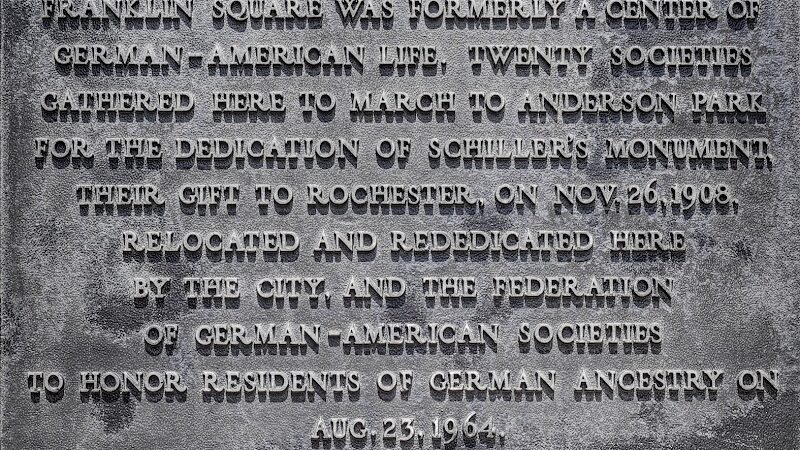 FRANKLIN SQUARE WAS FORMERLY A CENTER OF
GERMAN-AMERICAN LIFE. TWENTY SOCIETIES
GATHERED HERE TO MARCH TO ANDERSON PARK
FOR THE DEDICATION OF SCHILLER'S MONUMENT,
THEIR GIFT TO ROCHESTER, ON NOV. 26, 1908.
RELOCATED AND REDEDICATED HERE
BY THE CITY, AND THE FEDERATION
OF GERMAN-AMERICAN SOCIETIES
TO HONOR RESIDENTS OF GERMAN ANCESTRY ON
AUG. 23, 1964.